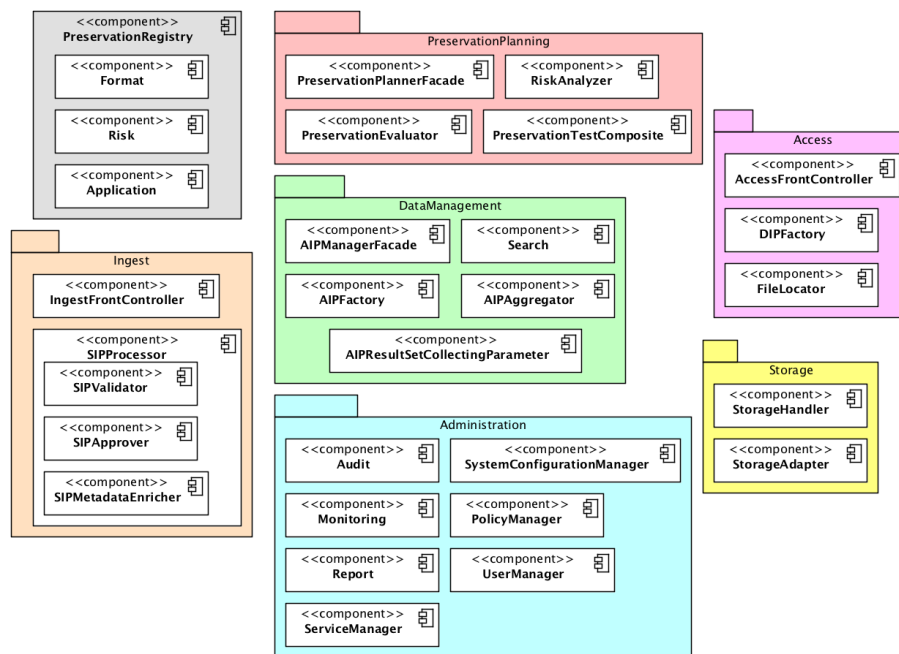 <<component>>
PreservationRegistry
<<component>>
Format
<<component>>
Risk
<<component>>
Application
PreservationPlanning
<<component>>
PreservationPlannerFacade
<<component>>
RiskAnalyzer
<<component>>
PreservationEvaluator
<<component>>
PreservationTestComposite
Access
<<component>>
AccessFrontController
<<component>>
DIPFactory
<<component>>
FileLocator
DataManagement
<<component>>
AIPManagerFacade
<<component>>
Search
<<component>>
AIPFactory
<<component>>
AIPAggregator
<<component>>
AIPResultSetCollectingParameter
Ingest
<<component>>
IngestFrontController
<<component>>
SIPProcessor
<<component>>
SIPValidator
<<component>>
SIPApprover
<<component>>
SIPMetadataEnricher
Storage
<<component>>
StorageHandler
<<component>>
StorageAdapter
Administration
<<component>>
Audit
<<component>>
SystemConfigurationManager
<<component>>
Monitoring
<<component>>
PolicyManager
<<component>>
Report
<<component>>
UserManager
<<component>>
ServiceManager